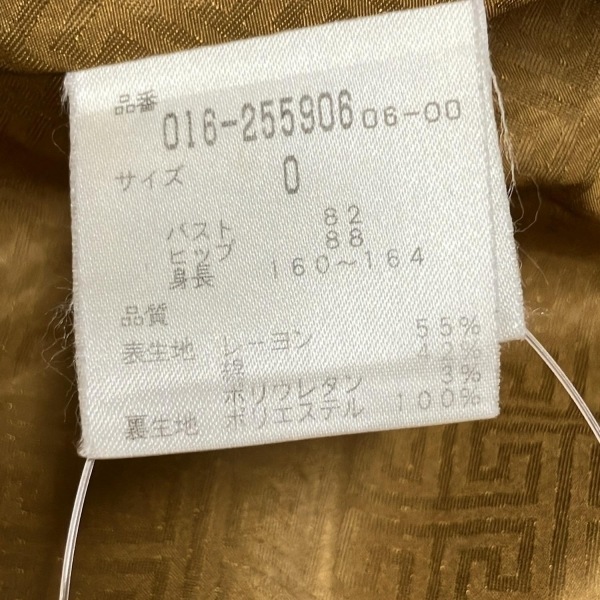 品番 016-255906 06-00
サイズ 0
バスト 82
ヒップ 88
身長 160~164
品質
表生地 レーヨン 55%
綿 42%
ポリウレタン 3%
裏生地 ポリエステル 100%